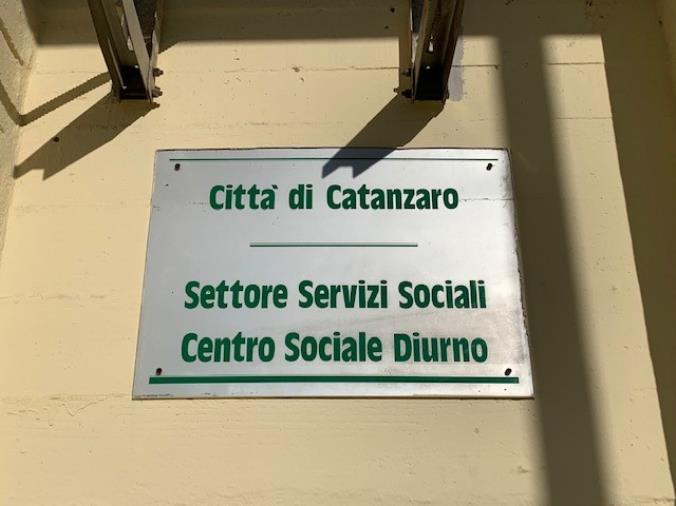 Città di Catanzaro
Settore Servizi Sociali
Centro Sociale Diurno